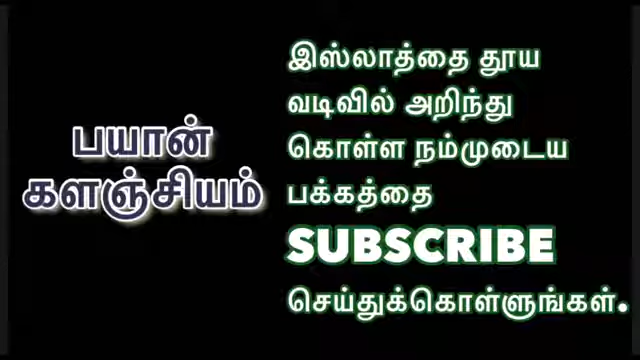 பயான்
களஞ்சியம்
இஸ்லாத்தை தூய
வடிவில் அறிந்து
கொள்ள நம்முடைய
பக்கத்தை
SUBSCRIBE
செய்துக்கொள்ளுங்கள்.